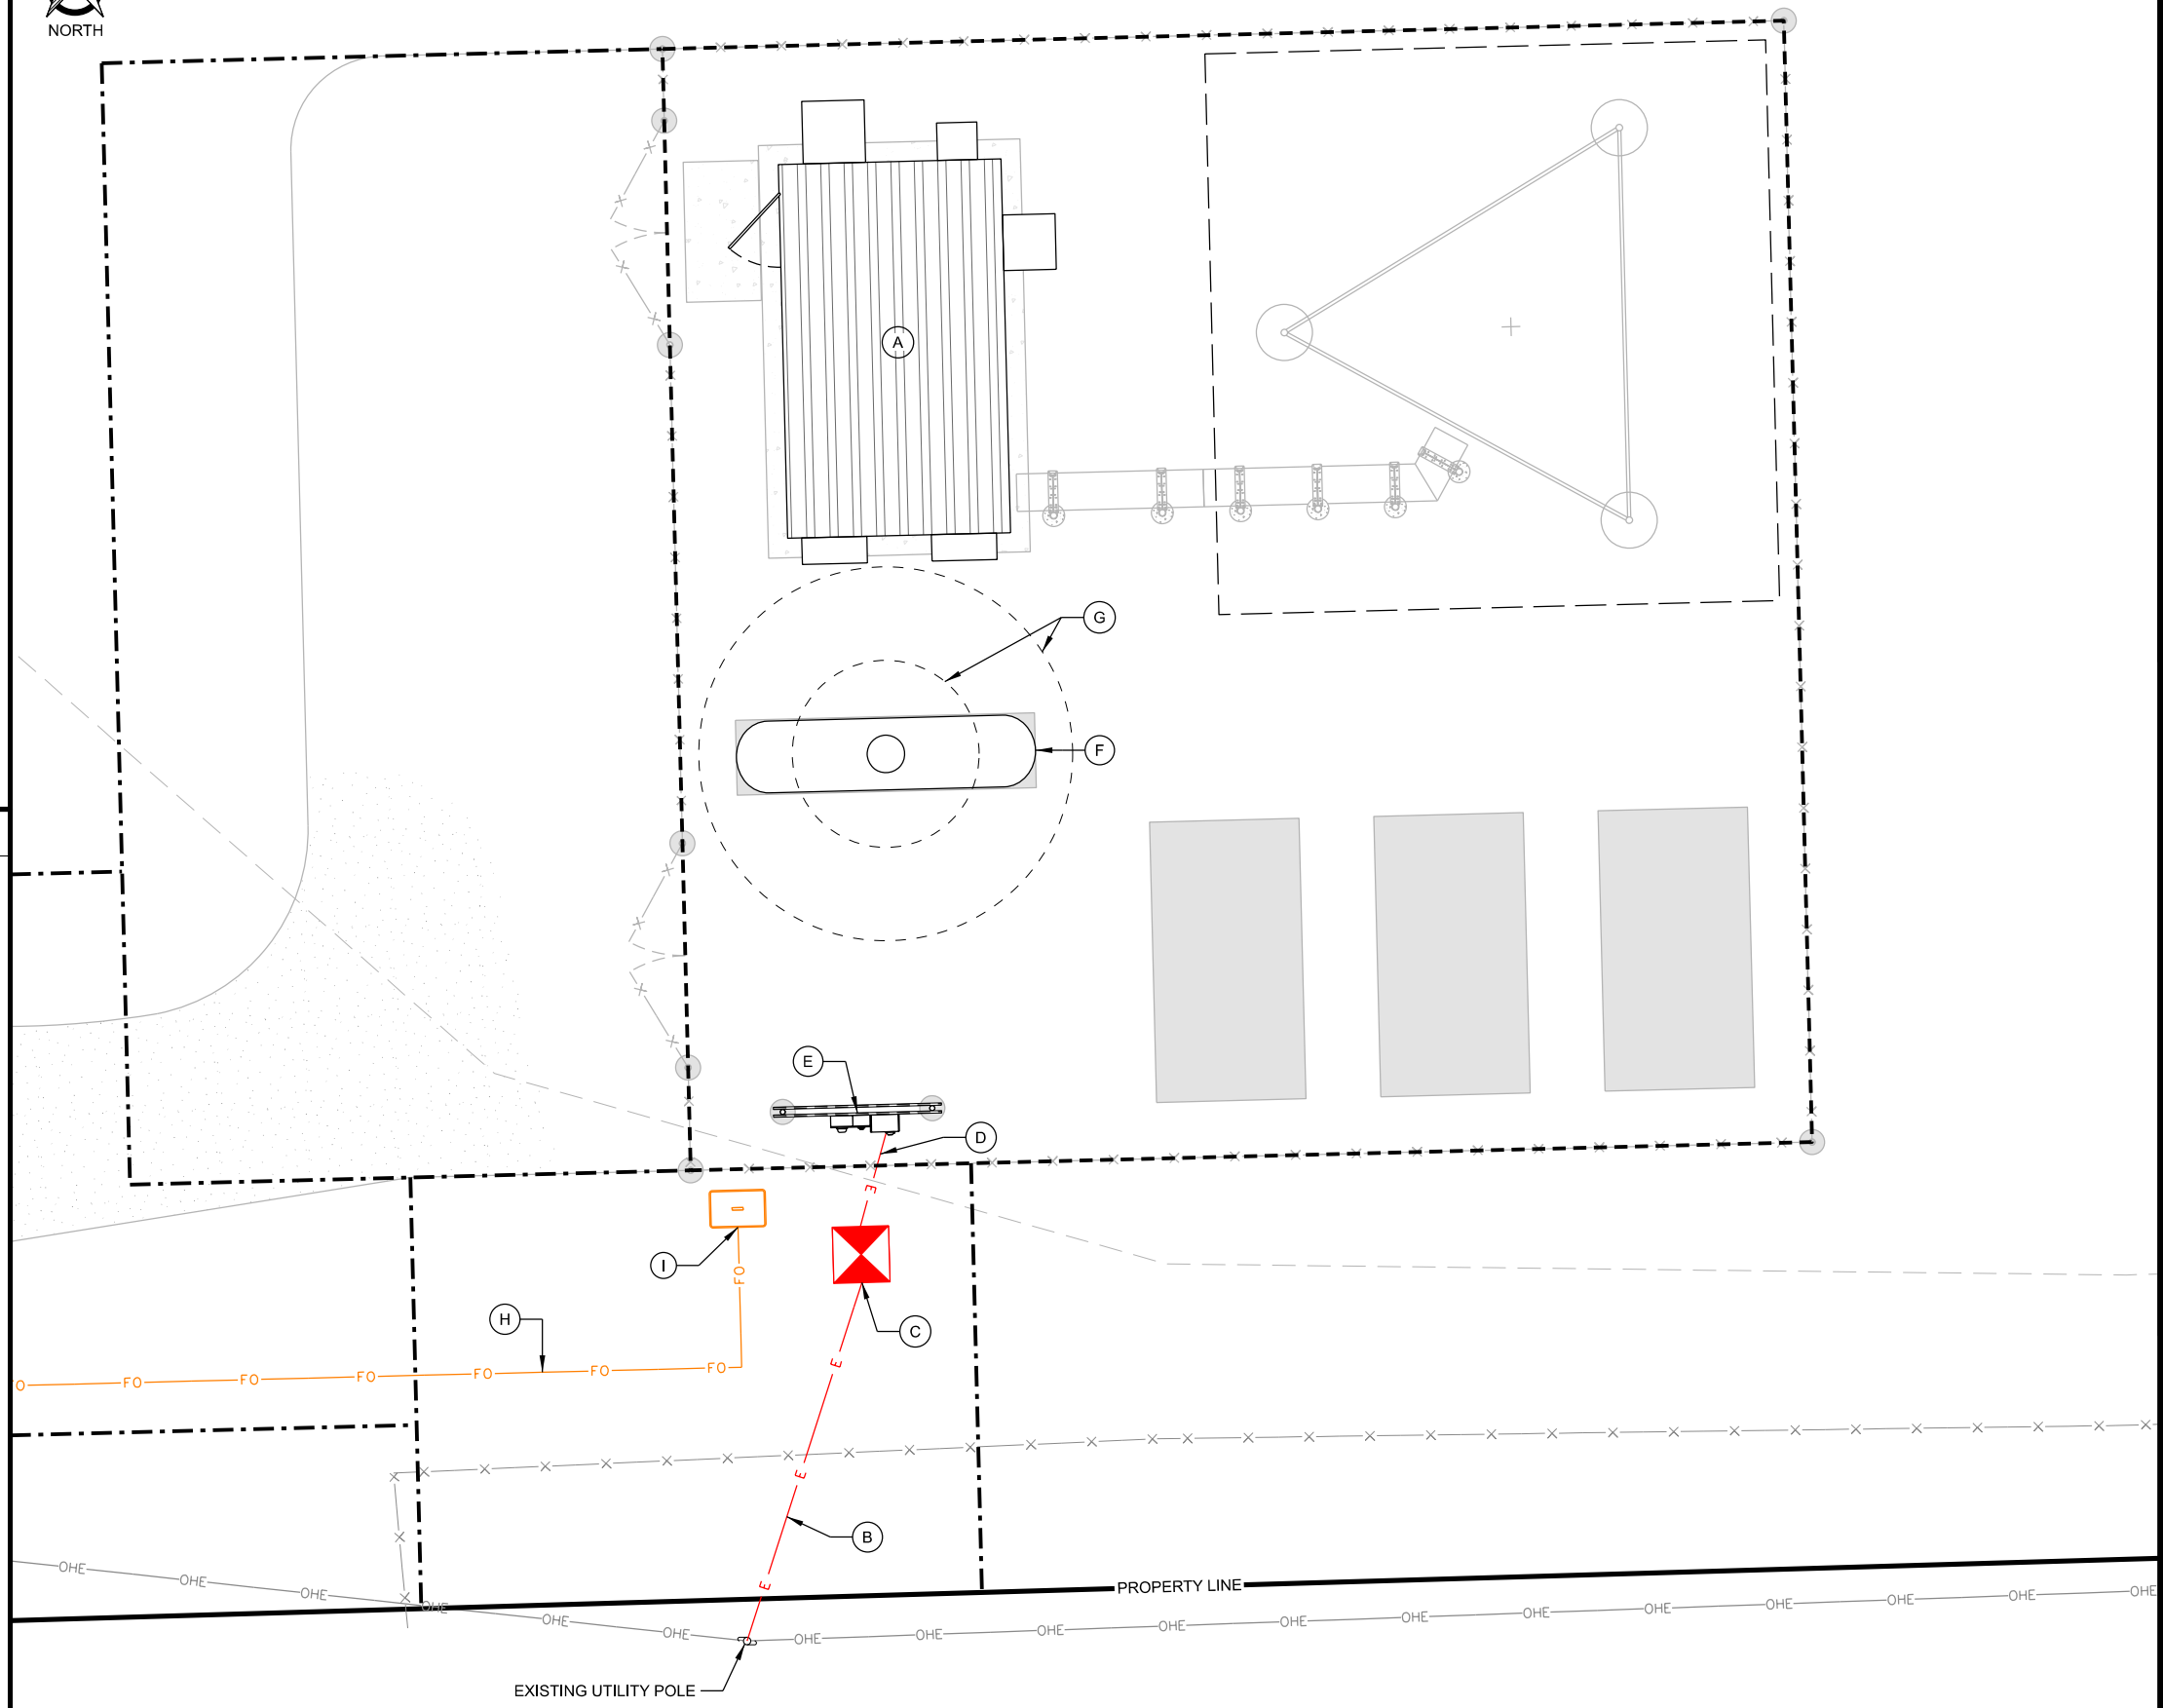 NORTH
A
G
F
E
D
I
C
H
FO
O FO FO FO FO FO FO
E
E
E
B
E
PROPERTY LINE
OHE OHE OHE OHE OHE OHE
OHE OHE OHE OHE OHE OHE OHE OHE OHE OHE OHE OHE
EXISTING UTILITY POLE